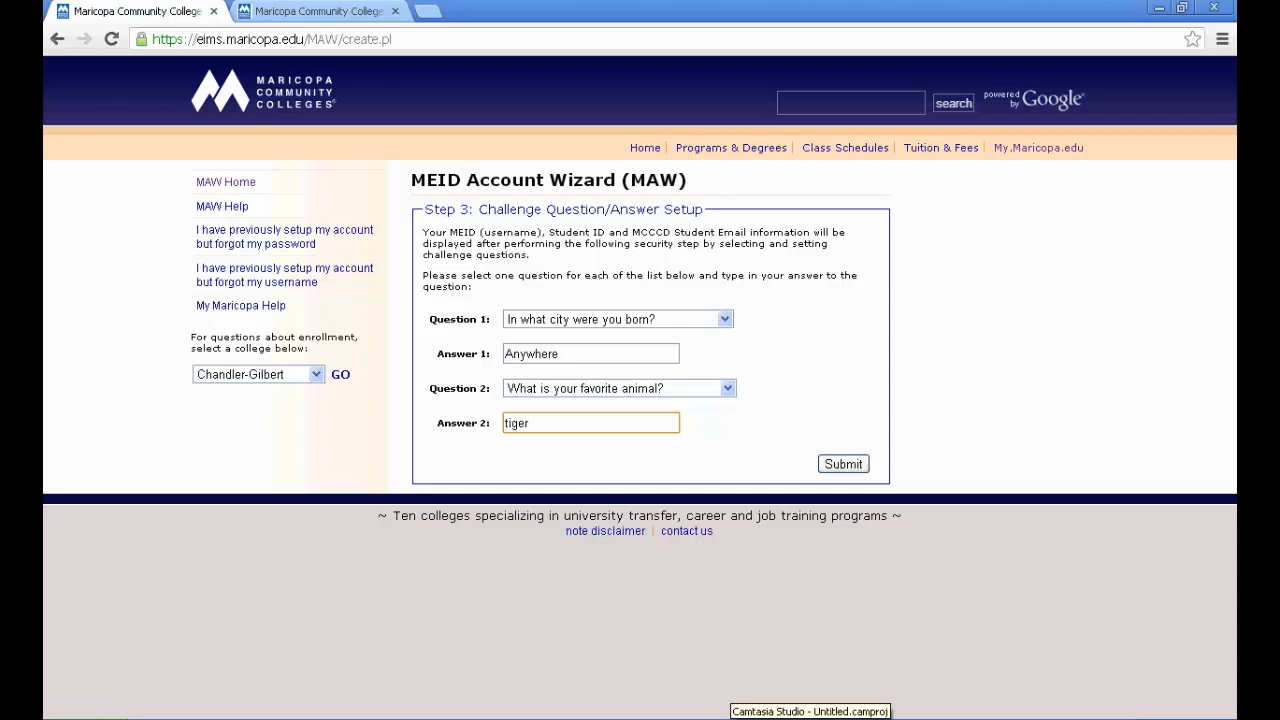 Maricopa Community College
Maricopa Community College
https://eims.maricopa.edu/MAW/create.pl
MARICOPA
COMMUNITY
COLLEGES
search
powered by Google
Home | Programs & Degrees | Class Schedules | Tuition & Fees | My.Maricopa.edu
MAW Home
MAW Help
I have previously setup my account
but forgot my password
I have previously setup my account
but forgot my username
My Maricopa Help
For questions about enrollment,
select a college below:
Chandler-Gilbert GO
MEID Account Wizard (MAW)
Step 3: Challenge Question/Answer Setup
Your MEID (username), Student ID and MCCCD Student Email information will be
displayed after performing the following security step by selecting and setting
challenge questions.
Please select one question for each of the list below and type in your answer to the
question:
Question 1: In what city were you born?
Answer 1: Anywhere
Question 2: What is your favorite animal?
Answer 2: tiger
Submit
~ Ten colleges specializing in university transfer, career and job training programs ~
note disclaimer | contact us
Camtasia Studio - Untitled.camproj